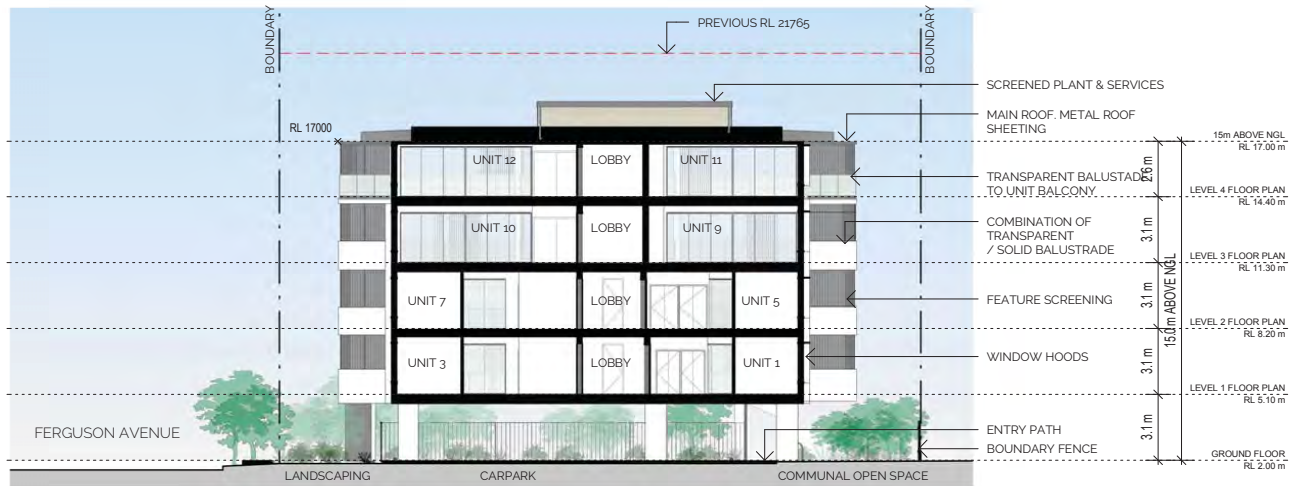 BOUNDARY
PREVIOUS RL 21765
BOUNDARY
SCREENED PLANT & SERVICES
MAIN ROOF. METAL ROOF
SHEETING
RL 17000
15m ABOVE NGL
RL 17.00 m
UNIT 12
LOBBY
UNIT 11
2.6 m
TRANSPARENT BALUSTADE
TO UNIT BALCONY
LEVEL 4 FLOOR PLAN
RL 14.40 m
UNIT 10
LOBBY
UNIT 9
COMBINATION OF
TRANSPARENT
/ SOLID BALUSTRADE
3.1 m
LEVEL 3 FLOOR PLAN
RL 11.30 m
15.0 m ABOVE NGL
UNIT 7
LOBBY
UNIT 5
FEATURE SCREENING
3.1 m
LEVEL 2 FLOOR PLAN
RL 8.20 m
UNIT 3
LOBBY
UNIT 1
WINDOW HOODS
3.1 m
LEVEL 1 FLOOR PLAN
RL 5.10 m
FERGUSON AVENUE
ENTRY PATH
BOUNDARY FENCE
3.1 m
GROUND FLOOR
RL 2.00 m
LANDSCAPING
CARPARK
COMMUNAL OPEN SPACE